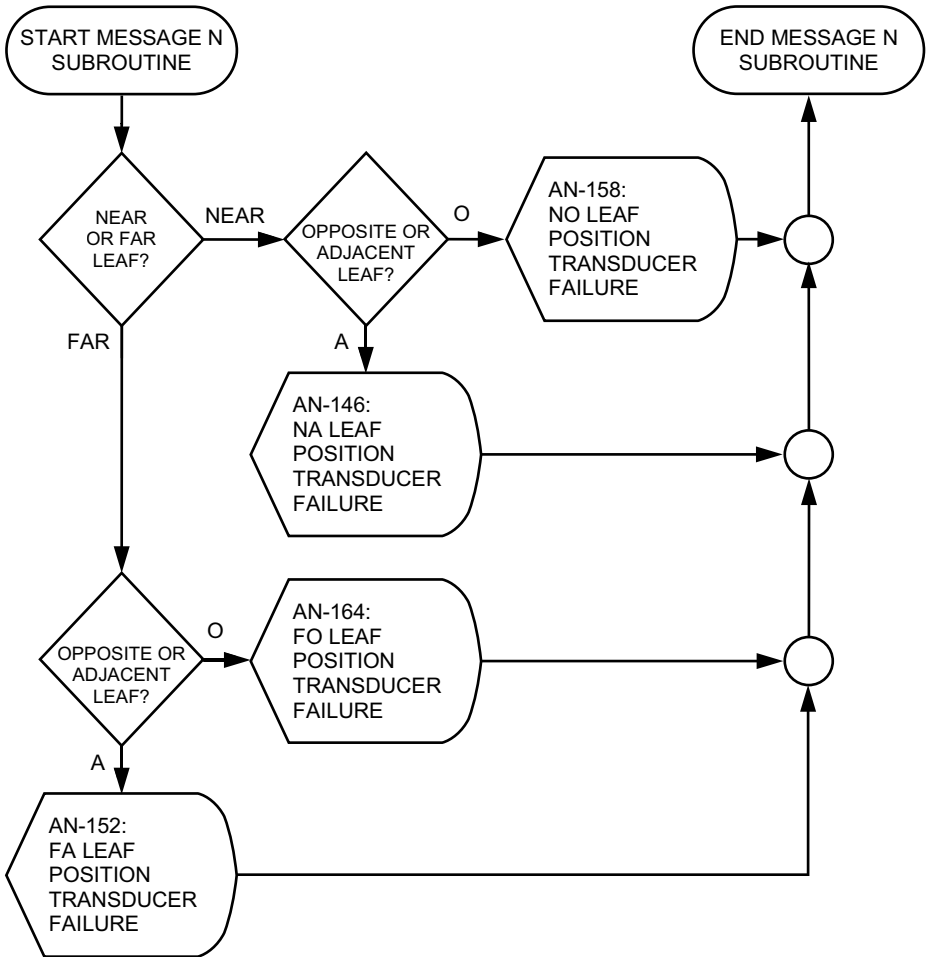 START MESSAGE N
SUBROUTINE
END MESSAGE N
SUBROUTINE
NEAR
OR FAR
LEAF?
NEAR
OPPOSITE OR
ADJACENT
LEAF?
O
AN-158:
NO LEAF
POSITION
TRANSDUCER
FAILURE
FAR
A
AN-146:
NA LEAF
POSITION
TRANSDUCER
FAILURE
OPPOSITE OR
ADJACENT
LEAF?
O
AN-164:
FO LEAF
POSITION
TRANSDUCER
FAILURE
A
AN-152:
FA LEAF
POSITION
TRANSDUCER
FAILURE